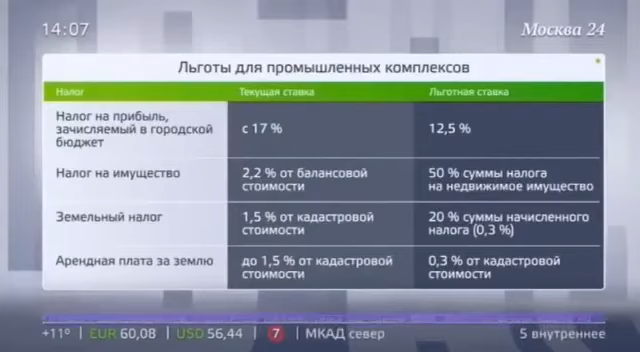 14:07
Москва 24
Льготы для промышленных комплексов
Налог
Текущая ставка
Льготная ставка
Налог на прибыль,
зачисляемый в городской
бюджет
с 17 %
12,5 %
Налог на имущество
2,2 % от балансовой
стоимости
50 % суммы налога
на недвижимое имущество
Земельный налог
1,5 % от кадастровой
стоимости
20 % суммы начисленного
налога (0,3 %)
Арендная плата за землю
до 1,5 % от кадастровой
стоимости
0,3 % от кадастровой
стоимости
+11° EUR 60,08 USD 56,44 7 МКАД север 5 внутреннее